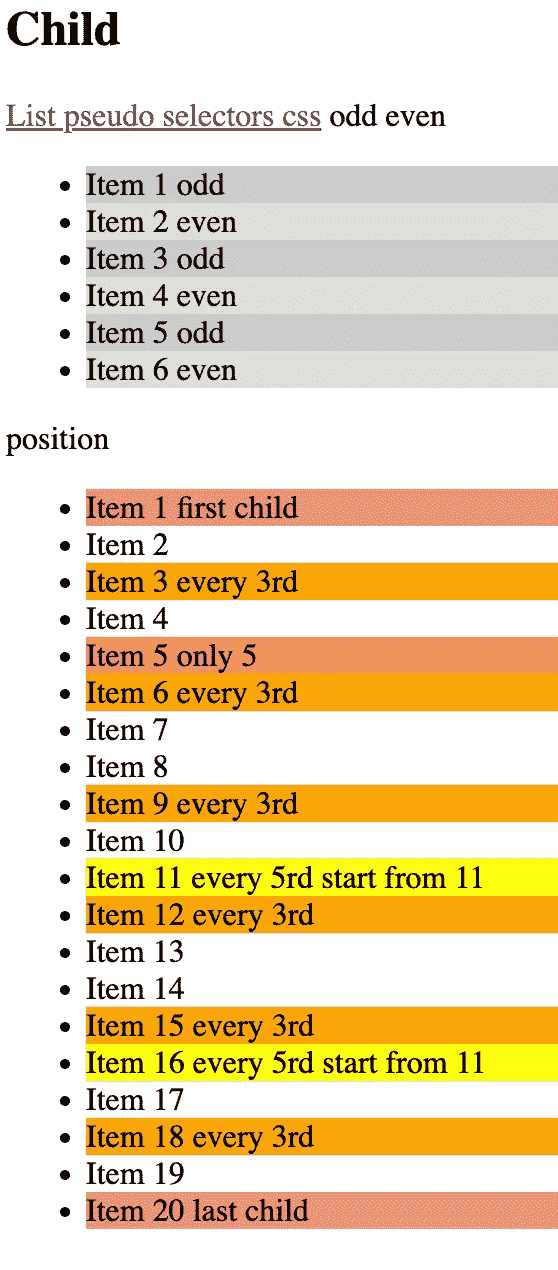 Child
List pseudo selectors css odd even
Item 1 odd
Item 2 even
Item 3 odd
Item 4 even
Item 5 odd
Item 6 even
position
Item 1 first child
Item 2
Item 3 every 3rd
Item 4
Item 5 only 5
Item 6 every 3rd
Item 7
Item 8
Item 9 every 3rd
Item 10
Item 11 every 5rd start from 11
Item 12 every 3rd
Item 13
Item 14
Item 15 every 3rd
Item 16 every 5rd start from 11
Item 17
Item 18 every 3rd
Item 19
Item 20 last child